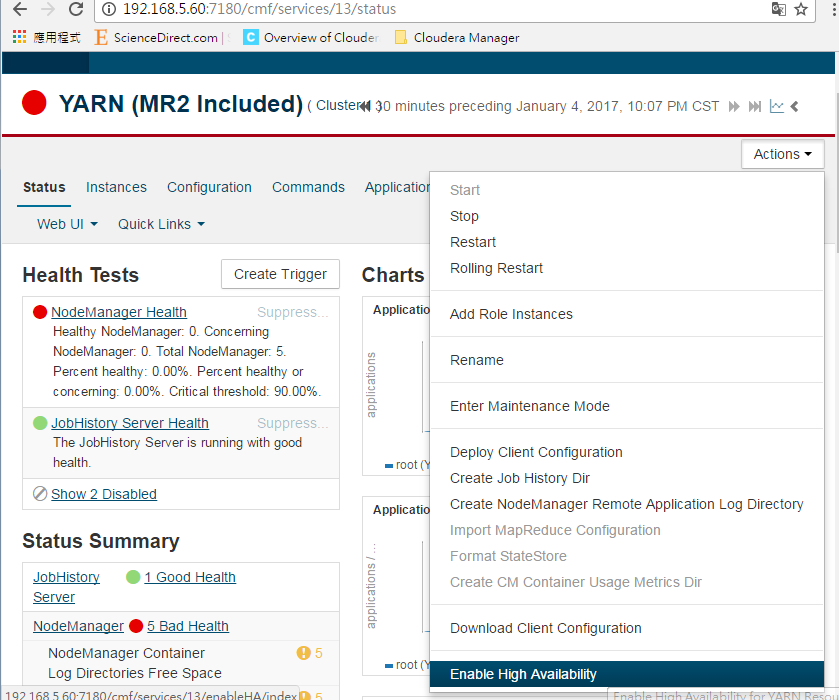 192.168.5.60:7180/cmf/services/13/status
應用程式 ScienceDirect.com | Overview of Clouder Cloudera Manager
YARN (MR2 Included) ( Cluster ) 30 minutes preceding January 4, 2017, 10:07 PM CST
Actions
Status Instances Configuration Commands Application
Web UI Quick Links
Start
Stop
Restart
Rolling Restart
Add Role Instances
Rename
Enter Maintenance Mode
Deploy Client Configuration
Create Job History Dir
Create NodeManager Remote Application Log Directory
Import MapReduce Configuration
Format StateStore
Create CM Container Usage Metrics Dir
Download Client Configuration
Enable High Availability
Health Tests
Create Trigger
NodeManager Health Suppress...
Healthy NodeManager: 0. Concerning
NodeManager: 0. Total NodeManager: 5.
Percent healthy: 0.00%. Percent healthy or
concerning: 0.00%. Critical threshold: 90.00%.
JobHistory Server Health Suppress...
The JobHistory Server is running with good
health.
Show 2 Disabled
Status Summary
JobHistory
Server
1 Good Health
NodeManager 5 Bad Health
NodeManager Container
Log Directories Free Space
5
5
Charts
Applicatio
applications
root (Y
Applicatio
applications / ...
root (Y
192.168.5.60:7180/cmf/services/13/enableHA/index
Enable High Availability for YARN Resou